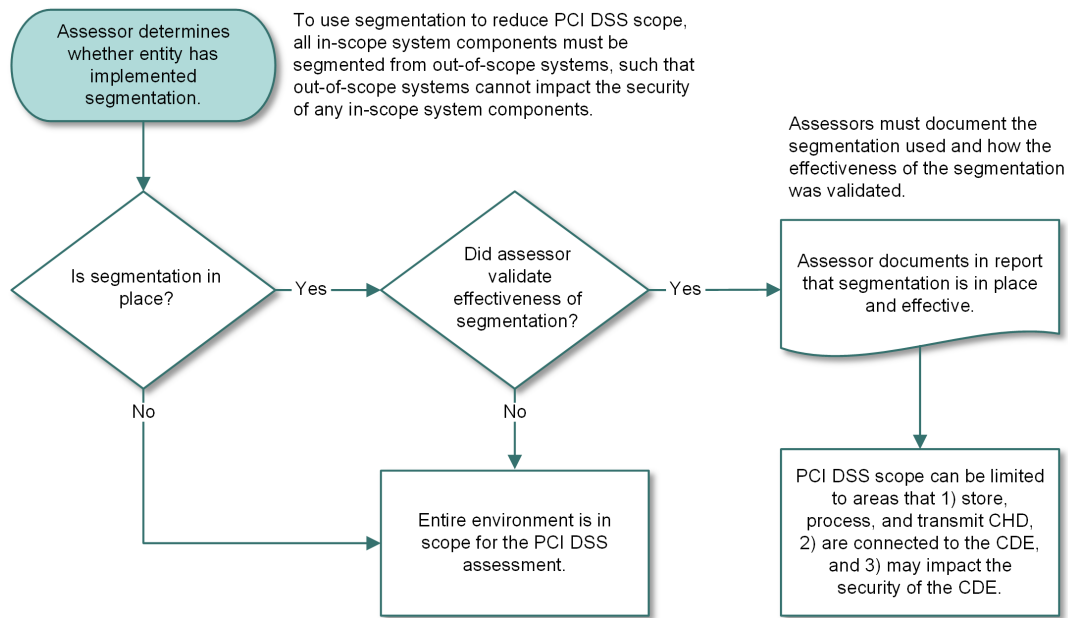 Assessor determines
whether entity has
implemented
segmentation.
To use segmentation to reduce PCI DSS scope,
all in-scope system components must be
segmented from out-of-scope systems, such that
out-of-scope systems cannot impact the security
of any in-scope system components.
Assessors must document the
segmentation used and how the
effectiveness of the segmentation
was validated.
Is segmentation in
place?
Yes
Did assessor
validate
effectiveness of
segmentation?
Yes
Assessor documents in report
that segmentation is in place
and effective.
No
No
Entire environment is in
scope for the PCI DSS
assessment.
PCI DSS scope can be limited
to areas that 1) store,
process, and transmit CHD,
2) are connected to the CDE,
and 3) may impact the
security of the CDE.